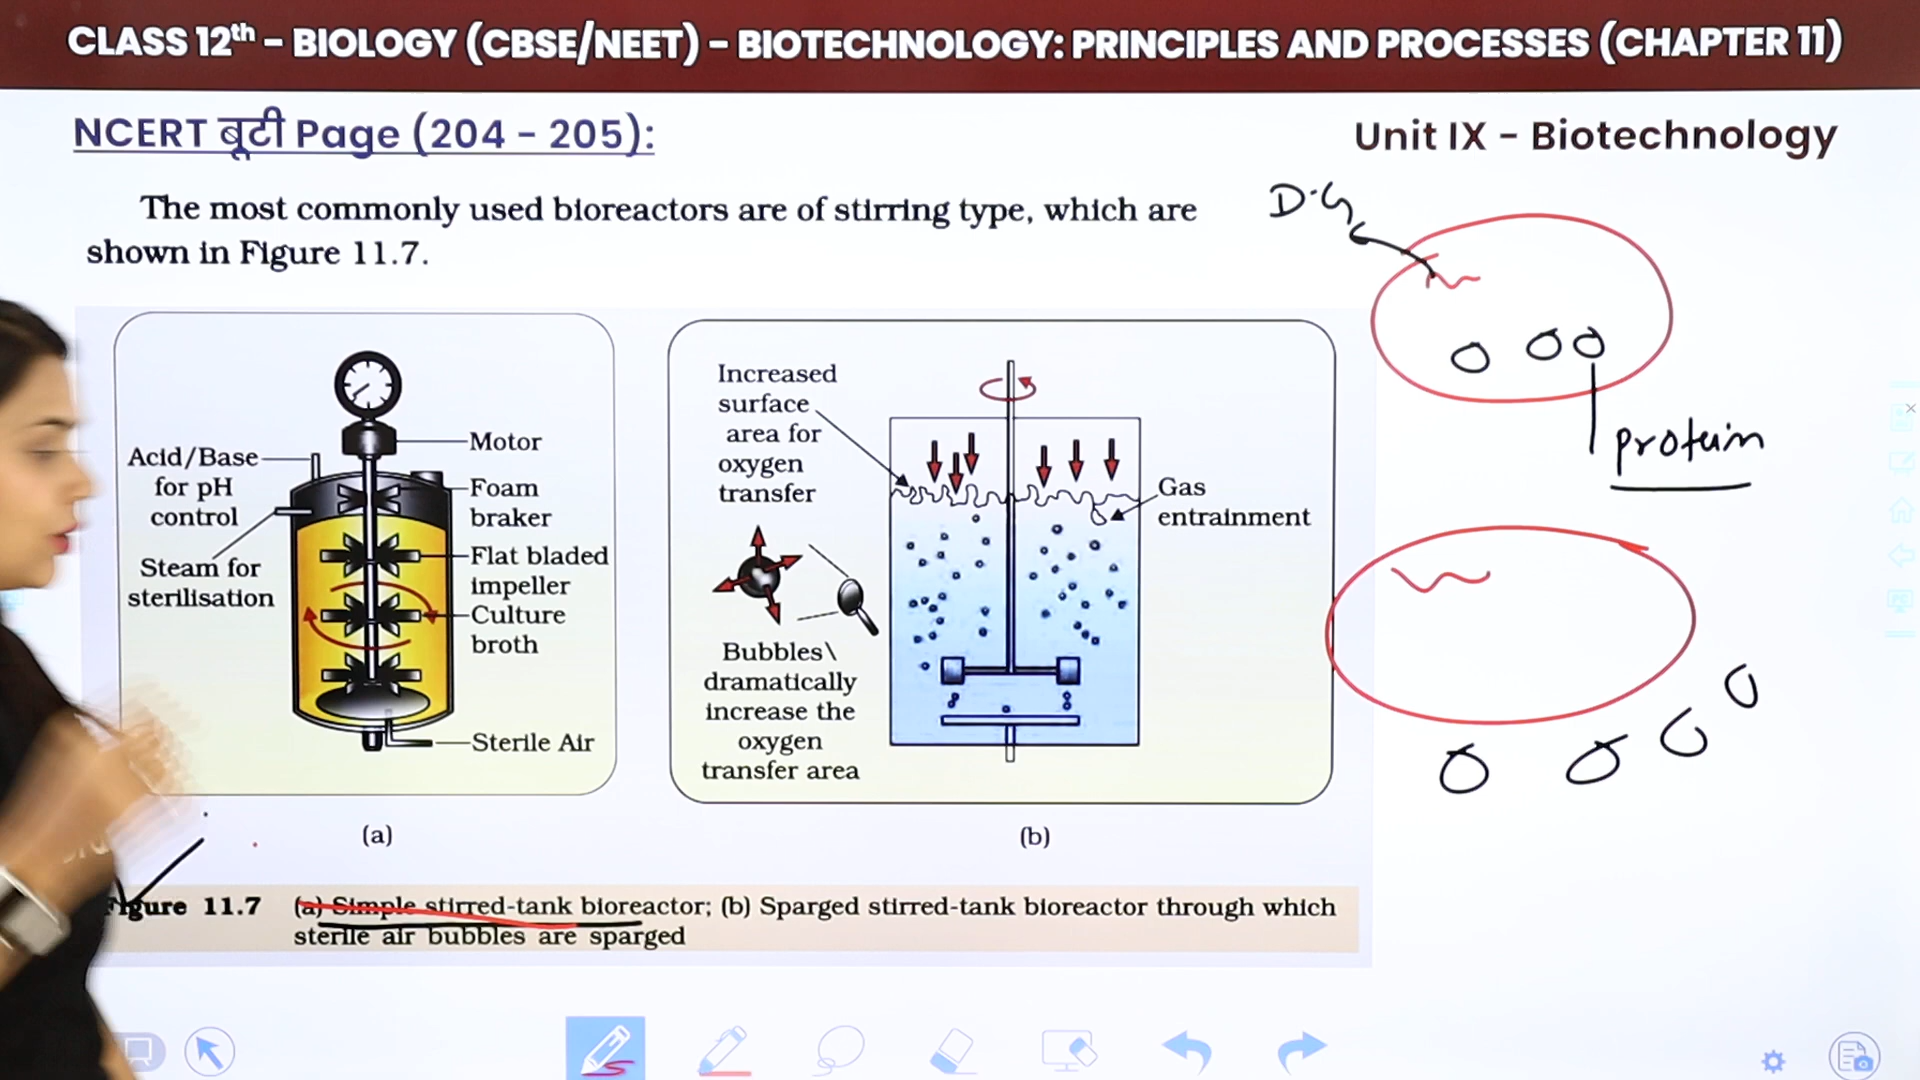 CLASS 12th – BIOLOGY (CBSE/NEET) – BIOTECHNOLOGY: PRINCIPLES AND PROCESSES (CHAPTER 11)
NCERT बूटी Page (204 – 205):
Unit IX – Biotechnology
The most commonly used bioreactors are of stirring type, which are
shown in Figure 11.7.
D.G
protein
Acid/Base
for pH
control
Steam for
sterilisation
Motor
Foam
braker
Flat bladed
impeller
Culture
broth
Sterile Air
(a)
Increased
surface
area for
oxygen
transfer
Gas
entrainment
Bubbles\
dramatically
increase the
oxygen
transfer area
(b)
Figure 11.7 (a) Simple stirred-tank bioreactor; (b) Sparged stirred-tank bioreactor through which
sterile air bubbles are sparged